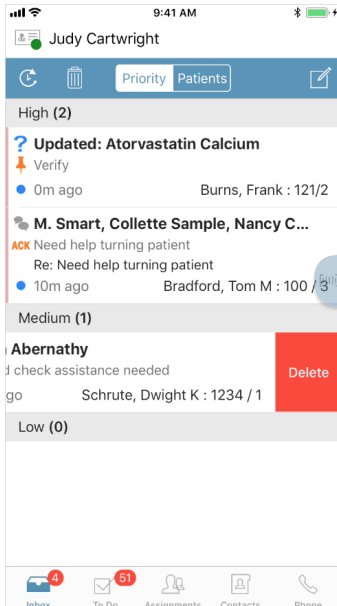 9:41 AM
Judy Cartwright
Priority Patients
High (2)
? Updated: Atorvastatin Calcium
Verify
0m ago Burns, Frank : 121/2
M. Smart, Collette Sample, Nancy C...
ACK Need help turning patient
Re: Need help turning patient
10m ago Bradford, Tom M : 100 / 3
Medium (1)
Abernathy
check assistance needed
go Schrute, Dwight K : 1234 / 1
Delete
Low (0)
4 51
Inbox To Do Assignments Contacts Phone